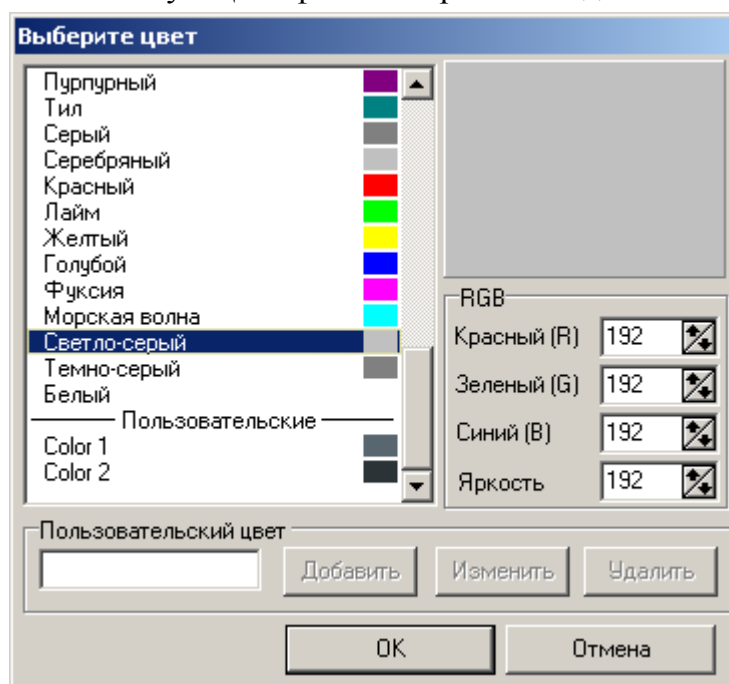 Выберите цвет
Пурпурный
Тил
Серый
Серебряный
Красный
Лайм
Желтый
Голубой
Фуксия
Морская волна
Светло-серый
Темно-серый
Белый
Пользовательские
Color 1
Color 2
RGB
Красный (R) 192
Зеленый (G) 192
Синий (B) 192
Яркость 192
Пользовательский цвет
Добавить Изменить Удалить
OK Отмена